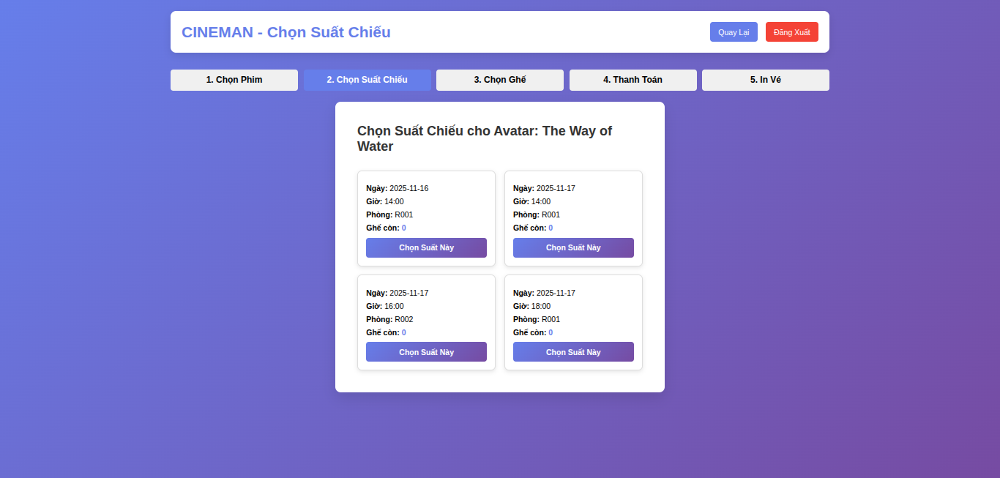 CINEMAN - Chọn Suất Chiếu
Quay Lại
Đăng Xuất
1. Chọn Phim
2. Chọn Suất Chiếu
3. Chọn Ghế
4. Thanh Toán
5. In Vé
Chọn Suất Chiếu cho Avatar: The Way of
Water
Ngày: 2025-11-16
Giờ: 14:00
Phòng: R001
Ghế còn: 0
Chọn Suất Này
Ngày: 2025-11-17
Giờ: 14:00
Phòng: R001
Ghế còn: 0
Chọn Suất Này
Ngày: 2025-11-17
Giờ: 16:00
Phòng: R002
Ghế còn: 0
Chọn Suất Này
Ngày: 2025-11-17
Giờ: 18:00
Phòng: R001
Ghế còn: 0
Chọn Suất Này